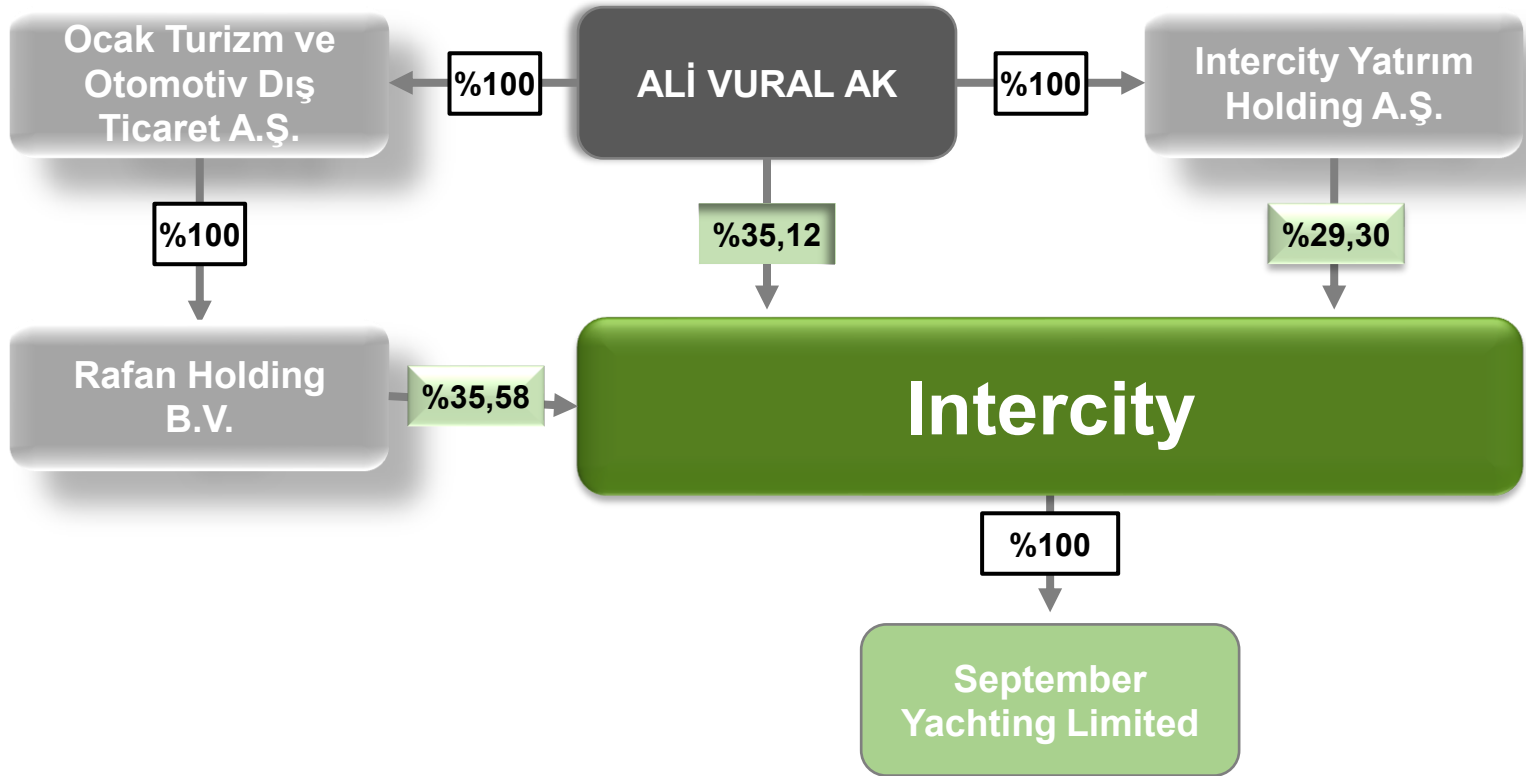 Ocak Turizm ve
Otomotiv Dış
Ticaret A.Ş.
%100
ALİ VURAL AK
%100
Intercity Yatırım
Holding A.Ş.
%100
%35,12
%29,30
Rafan Holding
B.V.
%35,58
Intercity
%100
September
Yachting Limited